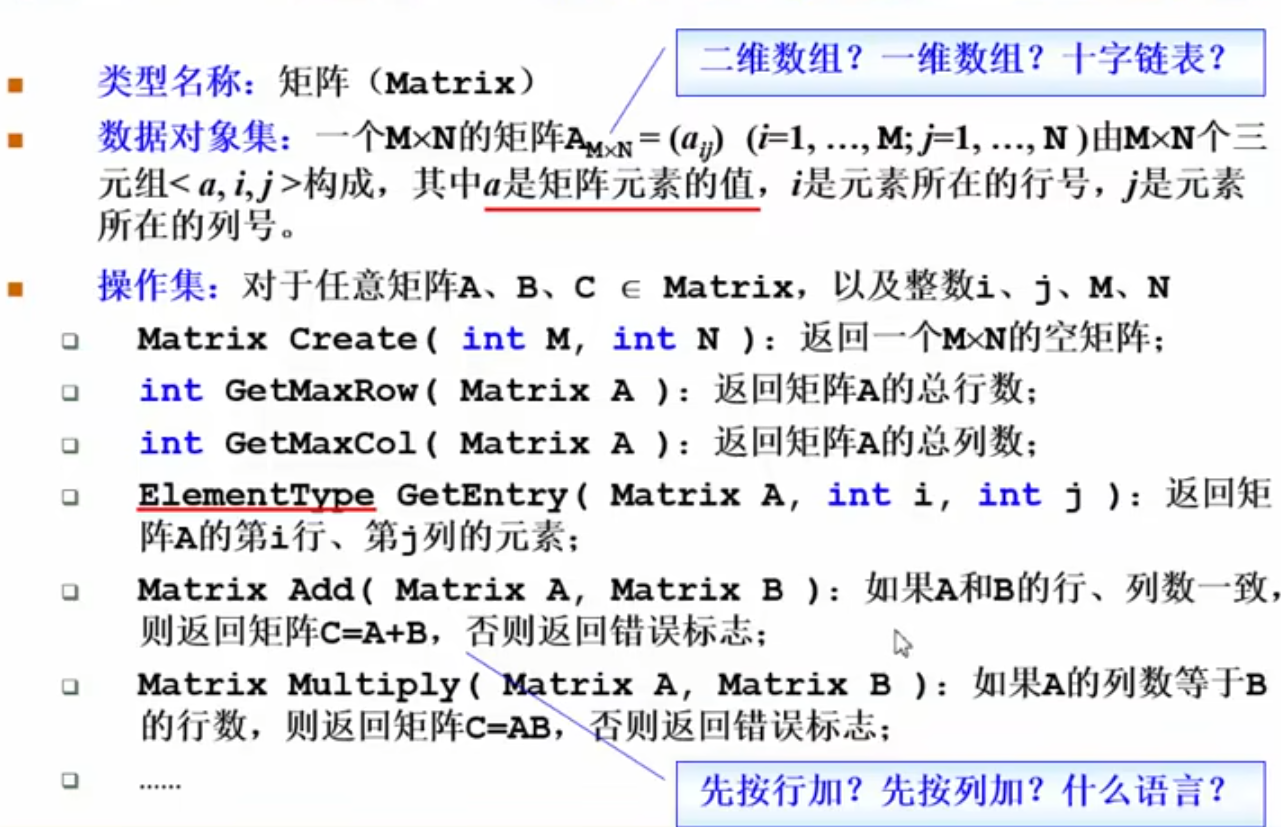 二维数组？一维数组？十字链表？
类型名称：矩阵（Matrix）
数据对象集：一个M×N的矩阵AM×N = (aij) (i=1, …, M; j=1, …, N )由M×N个三
元组< a, i, j >构成，其中a是矩阵元素的值，i是元素所在的行号，j是元素
所在的列号。
操作集：对于任意矩阵A、B、C ∈ Matrix，以及整数i、j、M、N
Matrix Create( int M, int N )：返回一个M×N的空矩阵；
int GetMaxRow( Matrix A )：返回矩阵A的总行数；
int GetMaxCol( Matrix A )：返回矩阵A的总列数；
ElementType GetEntry( Matrix A, int i, int j )：返回矩
阵A的第i行、第j列的元素；
Matrix Add( Matrix A, Matrix B )：如果A和B的行、列数一致，
则返回矩阵C=A+B，否则返回错误标志；
Matrix Multiply( Matrix A, Matrix B )：如果A的列数等于B
的行数，则返回矩阵C=AB，否则返回错误标志；
……
先按行加？先按列加？什么语言？